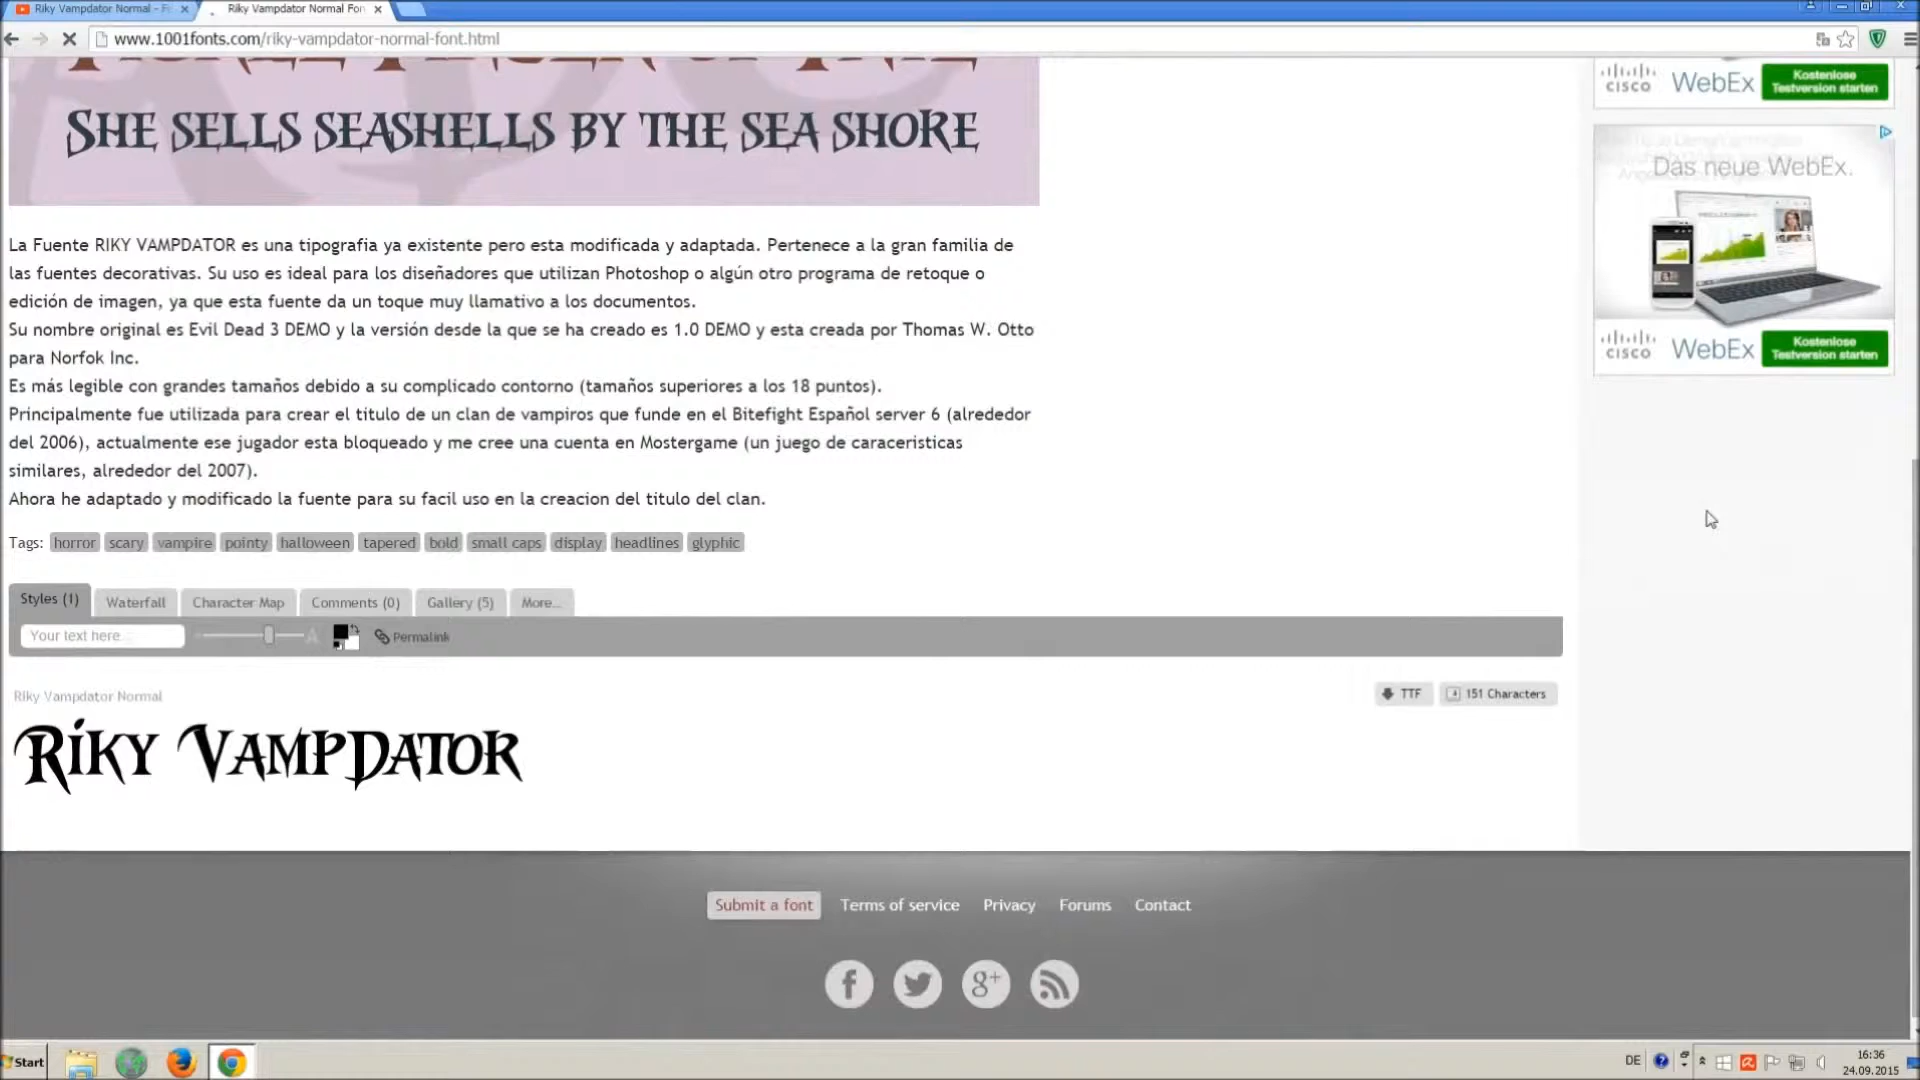 Riky Vampdator Normal - F
Riky Vampdator Normal Fon
www.1001fonts.com/riky-vampdator-normal-font.html
She sells seashells by the sea shore
La Fuente RIKY VAMPDATOR es una tipografia ya existente pero esta modificada y adaptada. Pertenece a la gran familia de
las fuentes decorativas. Su uso es ideal para los diseñadores que utilizan Photoshop o algún otro programa de retoque o
edición de imagen, ya que esta fuente da un toque muy llamativo a los documentos.
Su nombre original es Evil Dead 3 DEMO y la versión desde la que se ha creado es 1.0 DEMO y esta creada por Thomas W. Otto
para Norfok Inc.
Es más legible con grandes tamaños debido a su complicado contorno (tamaños superiores a los 18 puntos).
Principalmente fue utilizada para crear el titulo de un clan de vampiros que funde en el Bitefight Español server 6 (alrededor
del 2006), actualmente ese jugador esta bloqueado y me cree una cuenta en Mostergame (un juego de caraceristicas
similares, alrededor del 2007).
Ahora he adaptado y modificado la fuente para su facil uso en la creacion del titulo del clan.
Tags: horror scary vampire pointy halloween tapered bold small caps display headlines glyphic
Styles (1) Waterfall Character Map Comments (0) Gallery (5) More...
Your text here... A Permalink
Riky Vampdator Normal
TTF 151 Characters
Riky VampDator
Submit a font Terms of service Privacy Forums Contact
f g+
cisco WebEx Kostenlose
Testversion starten
Das neue WebEx.
cisco WebEx Kostenlose
Testversion starten
Start
DE
16:36
24.09.2015